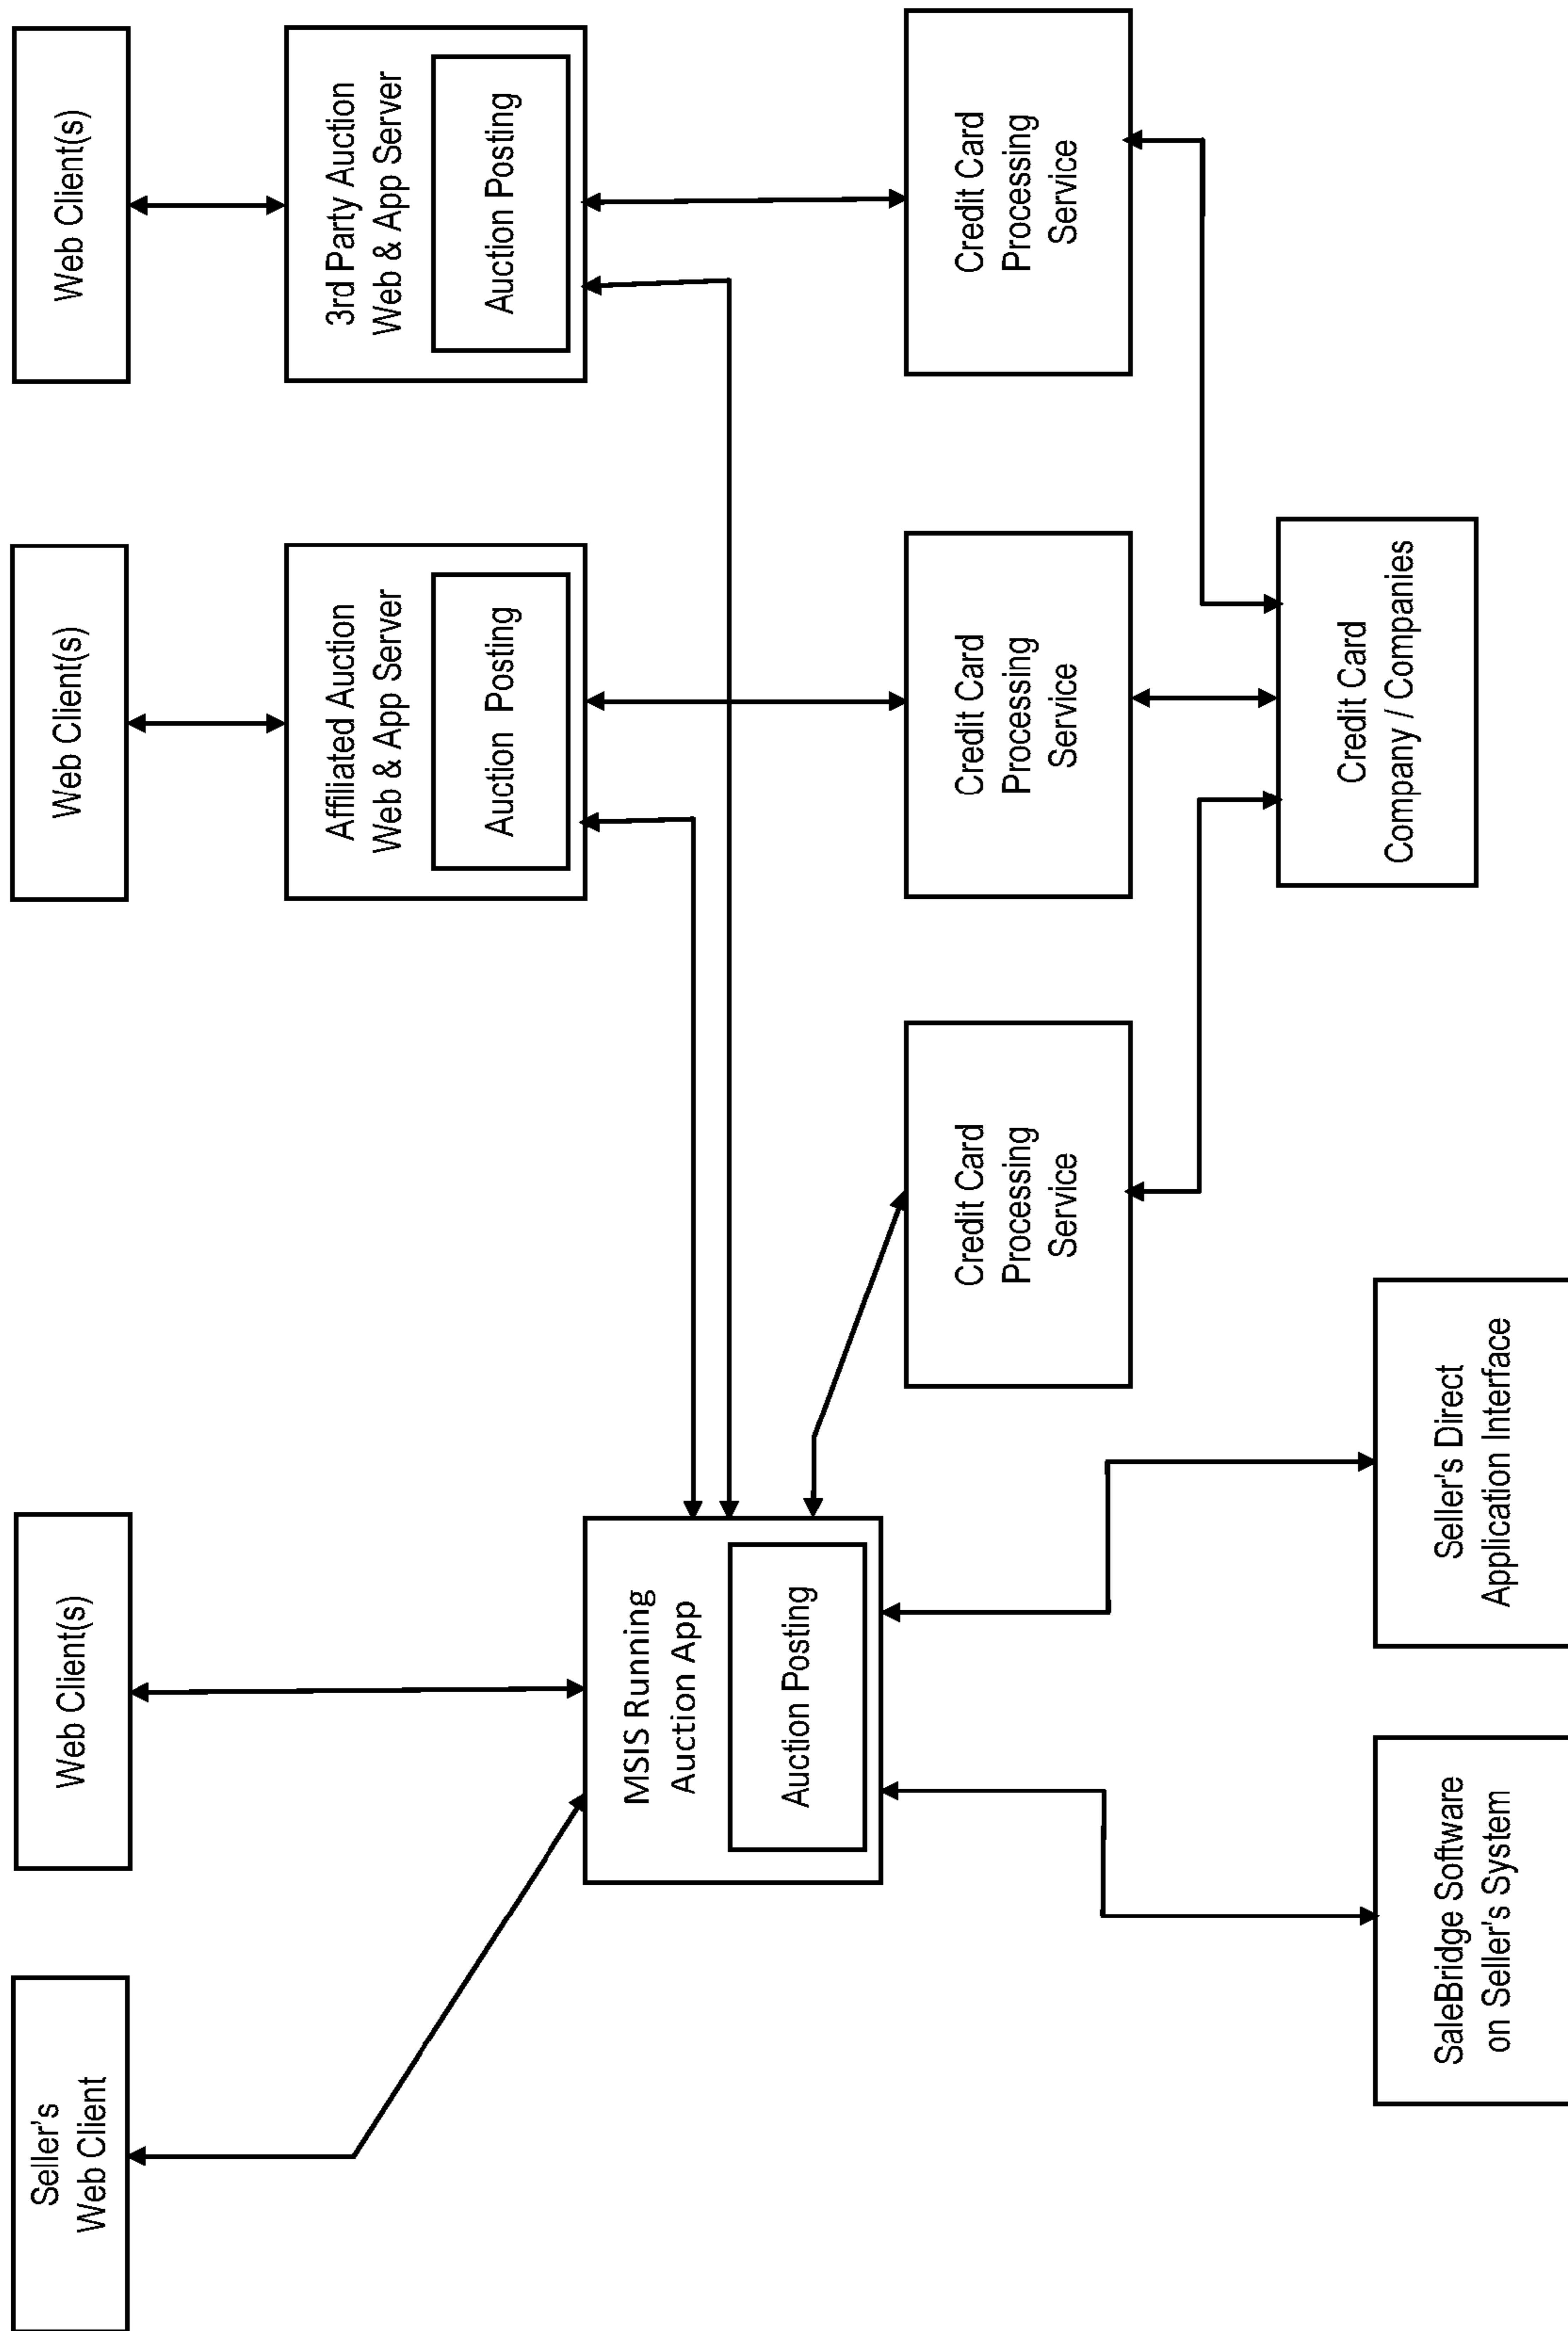 Seller's
Web Client
Web Client(s)
Web Client(s)
Web Client(s)
Affiliated Auction
Web & App Server
Auction Posting
3rd Party Auction
Web & App Server
Auction Posting
MSIS Running
Auction App
Auction Posting
Credit Card
Processing
Service
Credit Card
Processing
Service
Credit Card
Processing
Service
Credit Card
Company / Companies
SaleBridge Software
on Seller's System
Seller's Direct
Application Interface